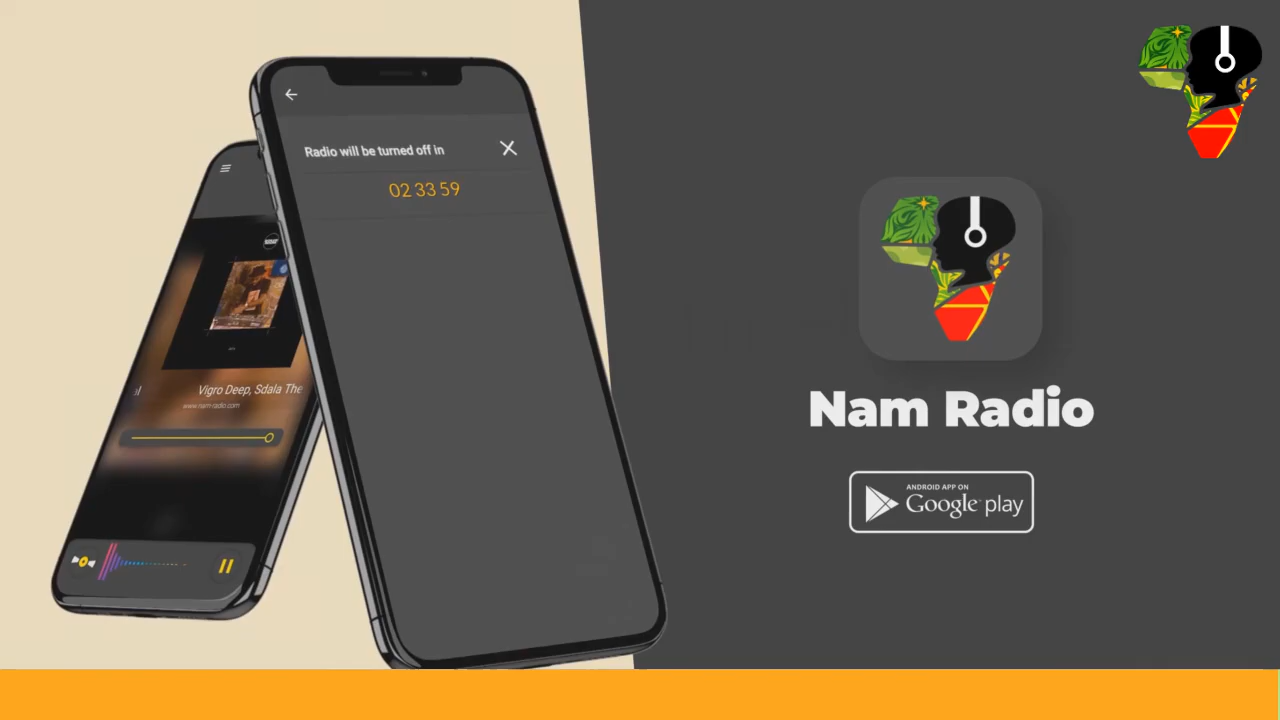 Radio will be turned off in
02 33 59
Vigro Deep, Sdala The
www.nam-radio.com
Nam Radio
ANDROID APP ON
Google play